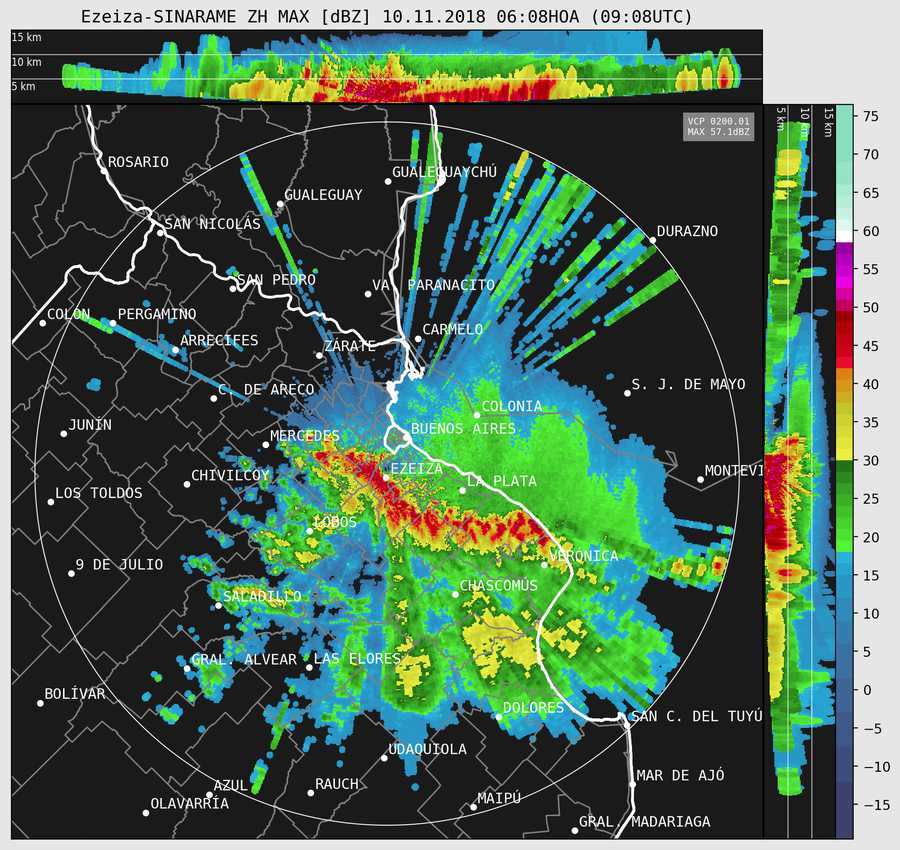 Ezeiza-SINARAME ZH MAX [dBZ] 10.11.2018 06:08HOA (09:08UTC)
15 km
10 km
5 km
5 km
10 km
15 km
VCP 0200.01
MAX 57.1dBZ
ROSARIO
GUALEGUAYCHÚ
GUALEGUAY
SAN NICOLÁS
DURAZNO
SAN PEDRO
VA. PARANACITO
COLÓN
PERGAMINO
CARMELO
ARRECIFES
ZÁRATE
C. DE ARECO
S. J. DE MAYO
COLONIA
JUNÍN
BUENOS AIRES
MERCEDES
EZEIZA
MONTEVI
CHIVILCOY
LA PLATA
LOS TOLDOS
LOBOS
VERÓNICA
9 DE JULIO
CHASCOMÚS
SALADILLO
GRAL. ALVEAR
LAS FLORES
BOLÍVAR
DOLORES
SAN C. DEL TUYÚ
UDAQUIOLA
MAR DE AJÓ
AZUL
RAUCH
OLAVARRÍA
MAIPÚ
GRAL. MADARIAGA
75
70
65
60
55
50
45
40
35
30
25
20
15
10
5
0
−5
−10
−15